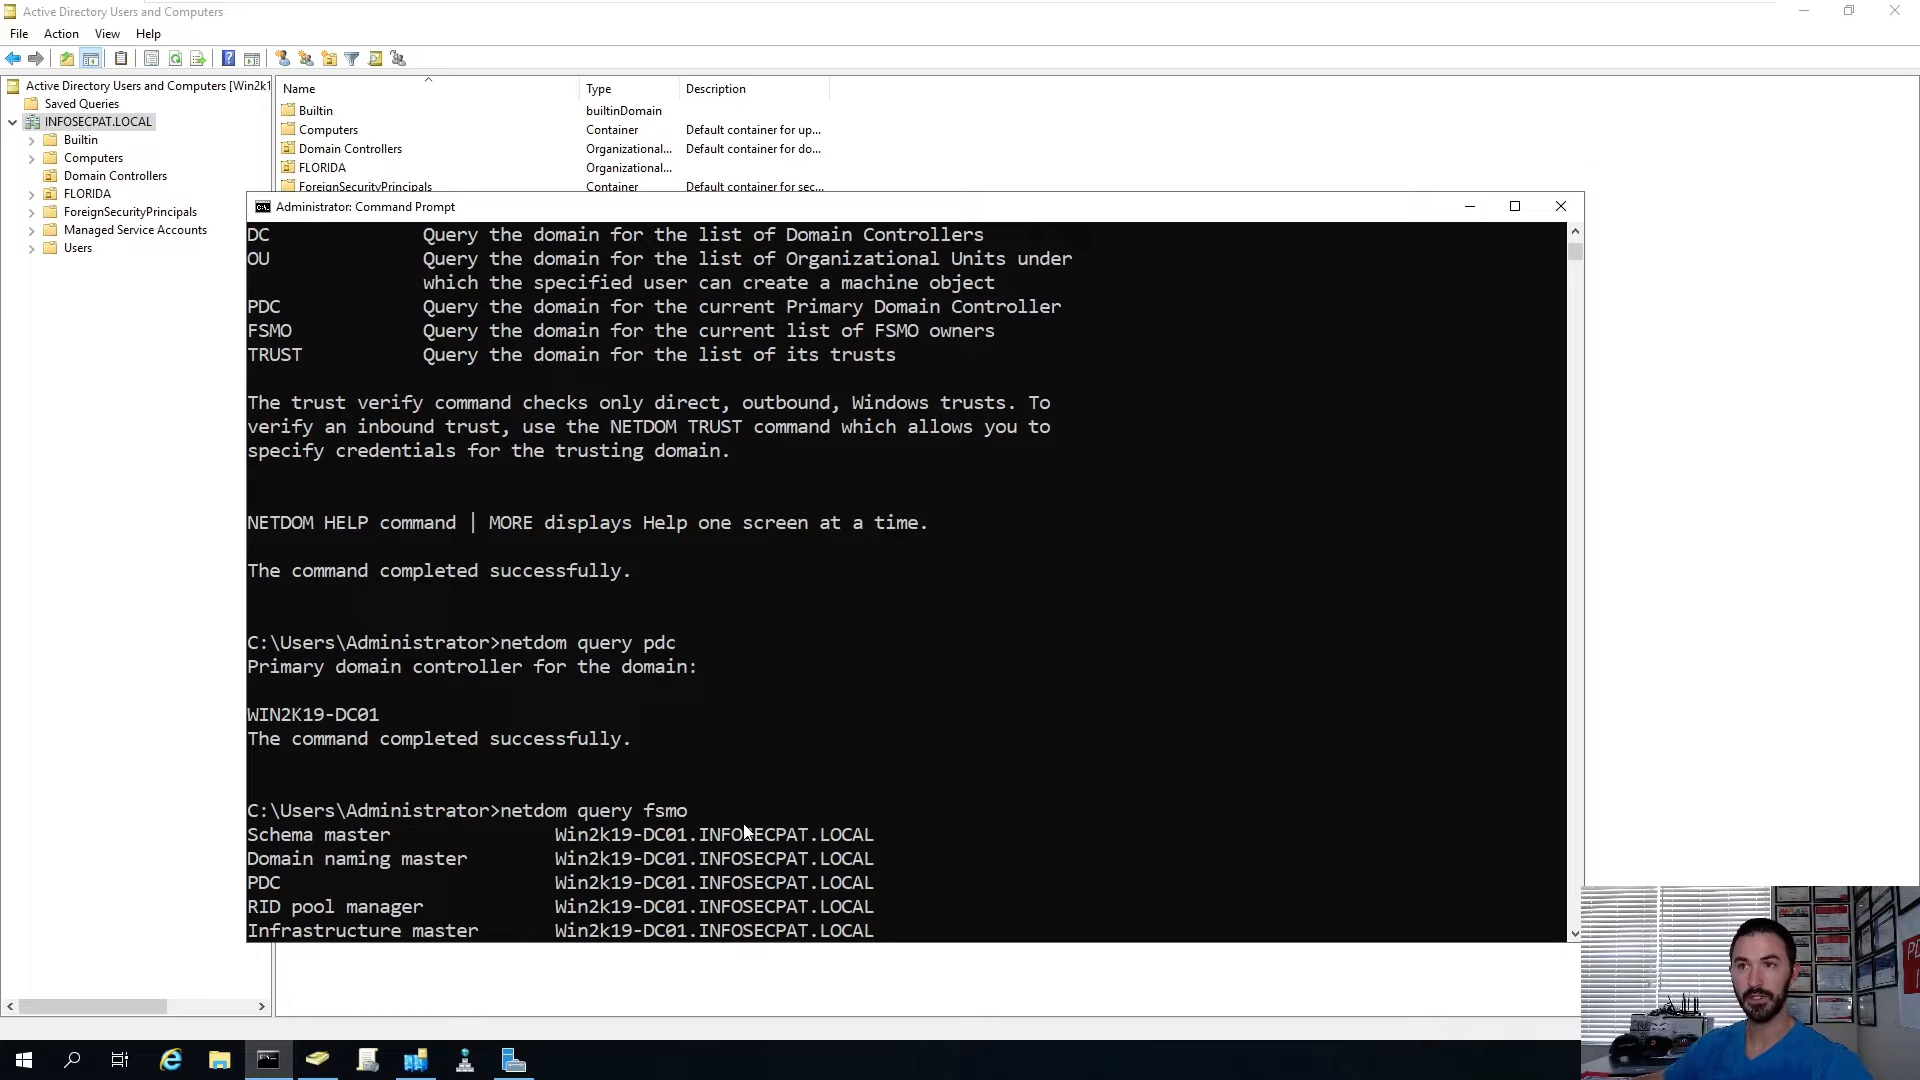 Active Directory Users and Computers
File Action View Help
Active Directory Users and Computers [Win2k1
Saved Queries
INFOSECPAT.LOCAL
Builtin
Computers
Domain Controllers
FLORIDA
ForeignSecurityPrincipals
Managed Service Accounts
Users
Name Type Description
Builtin builtinDomain
Computers Container Default container for up...
Domain Controllers Organizational... Default container for do...
FLORIDA Organizational...
ForeignSecurityPrincipals Container Default container for sec...
Administrator: Command Prompt
DC Query the domain for the list of Domain Controllers
OU Query the domain for the list of Organizational Units under
which the specified user can create a machine object
PDC Query the domain for the current Primary Domain Controller
FSMO Query the domain for the current list of FSMO owners
TRUST Query the domain for the list of its trusts
The trust verify command checks only direct, outbound, Windows trusts. To
verify an inbound trust, use the NETDOM TRUST command which allows you to
specify credentials for the trusting domain.
NETDOM HELP command | MORE displays Help one screen at a time.
The command completed successfully.
C:\Users\Administrator>netdom query pdc
Primary domain controller for the domain:
WIN2K19-DC01
The command completed successfully.
C:\Users\Administrator>netdom query fsmo
Schema master Win2k19-DC01.INFOSECPAT.LOCAL
Domain naming master Win2k19-DC01.INFOSECPAT.LOCAL
PDC Win2k19-DC01.INFOSECPAT.LOCAL
RID pool manager Win2k19-DC01.INFOSECPAT.LOCAL
Infrastructure master Win2k19-DC01.INFOSECPAT.LOCAL